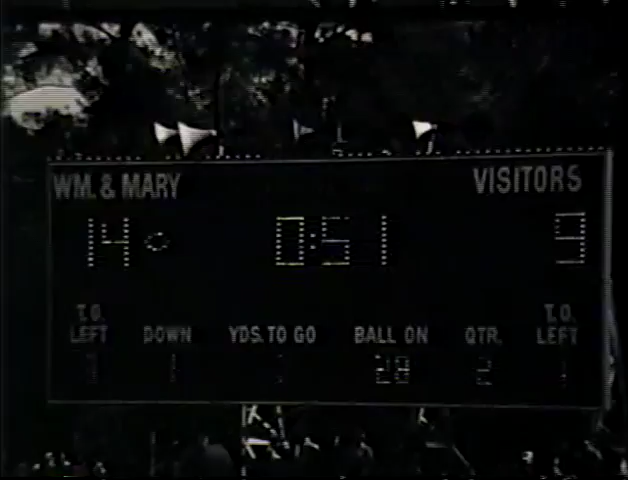 WM. & MARY VISITORS
14 0:51 9
T.O. T.O.
LEFT DOWN YDS. TO GO BALL ON QTR. LEFT
1 28 2 1